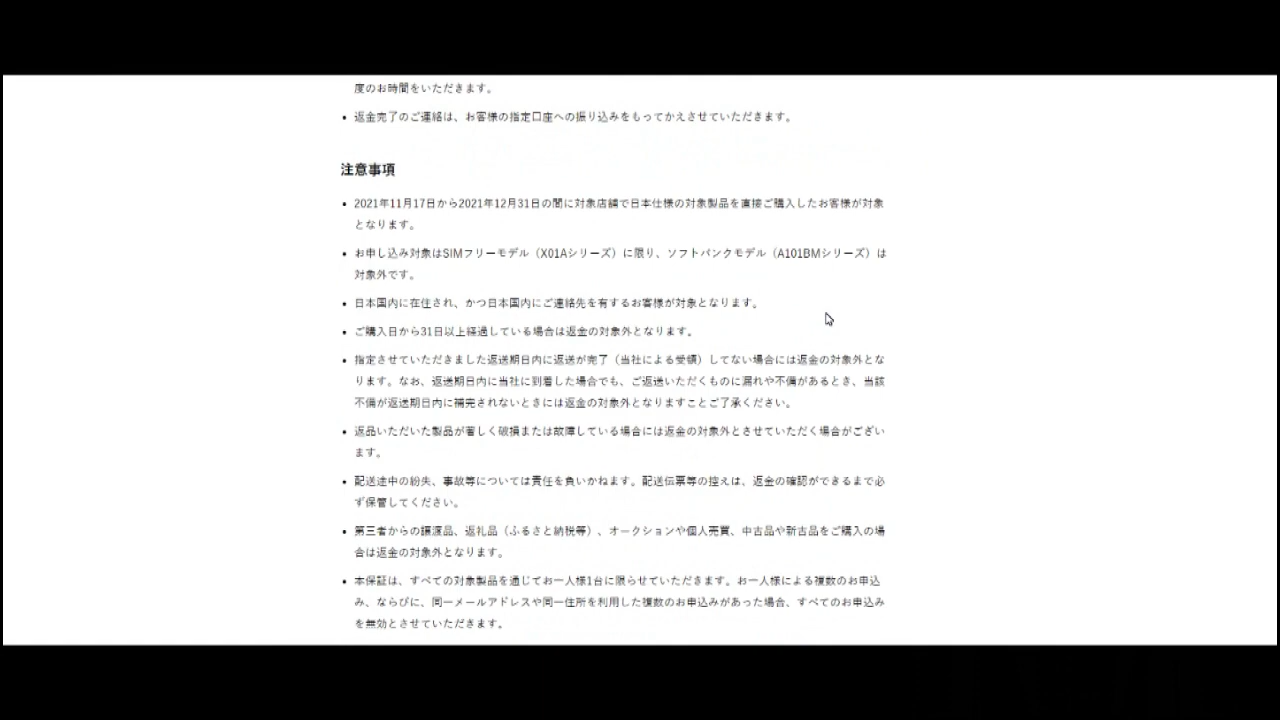 度のお時間をいただきます。
• 返金完了のご連絡は、お客様の指定口座への振り込みをもってかえさせていただきます。
注意事項
• 2021年11月17日から2021年12月31日の間に対象店舗で日本仕様の対象製品を直接ご購入したお客様が対象
となります。
• お申し込み対象はSIMフリーモデル（X01Aシリーズ）に限り、ソフトバンクモデル（A101BMシリーズ）は
対象外です。
• 日本国内に在住され、かつ日本国内にご連絡先を有するお客様が対象となります。
• ご購入日から31日以上経過している場合は返金の対象外となります。
• 指定させていただきました返送期日内に返送が完了（当社による受領）してない場合には返金の対象外とな
ります。なお、返送期日内に当社に到着した場合でも、ご返送いただくものに漏れや不備があるとき、当該
不備が返送期日内に補完されないときには返金の対象外となりますことご了承ください。
• 返品いただいた製品が著しく破損または故障している場合には返金の対象外とさせていただく場合がござい
ます。
• 配送途中の紛失、事故等については責任を負いかねます。配送伝票等の控えは、返金の確認ができるまで必
ず保管してください。
• 第三者からの譲渡品、返礼品（ふるさと納税等）、オークションや個人売買、中古品や新古品をご購入の場
合は返金の対象外となります。
• 本保証は、すべての対象製品を通じてお一人様1台に限らせていただきます。お一人様による複数のお申込
み、ならびに、同一メールアドレスや同一住所を利用した複数のお申込みがあった場合、すべてのお申込み
を無効とさせていただきます。